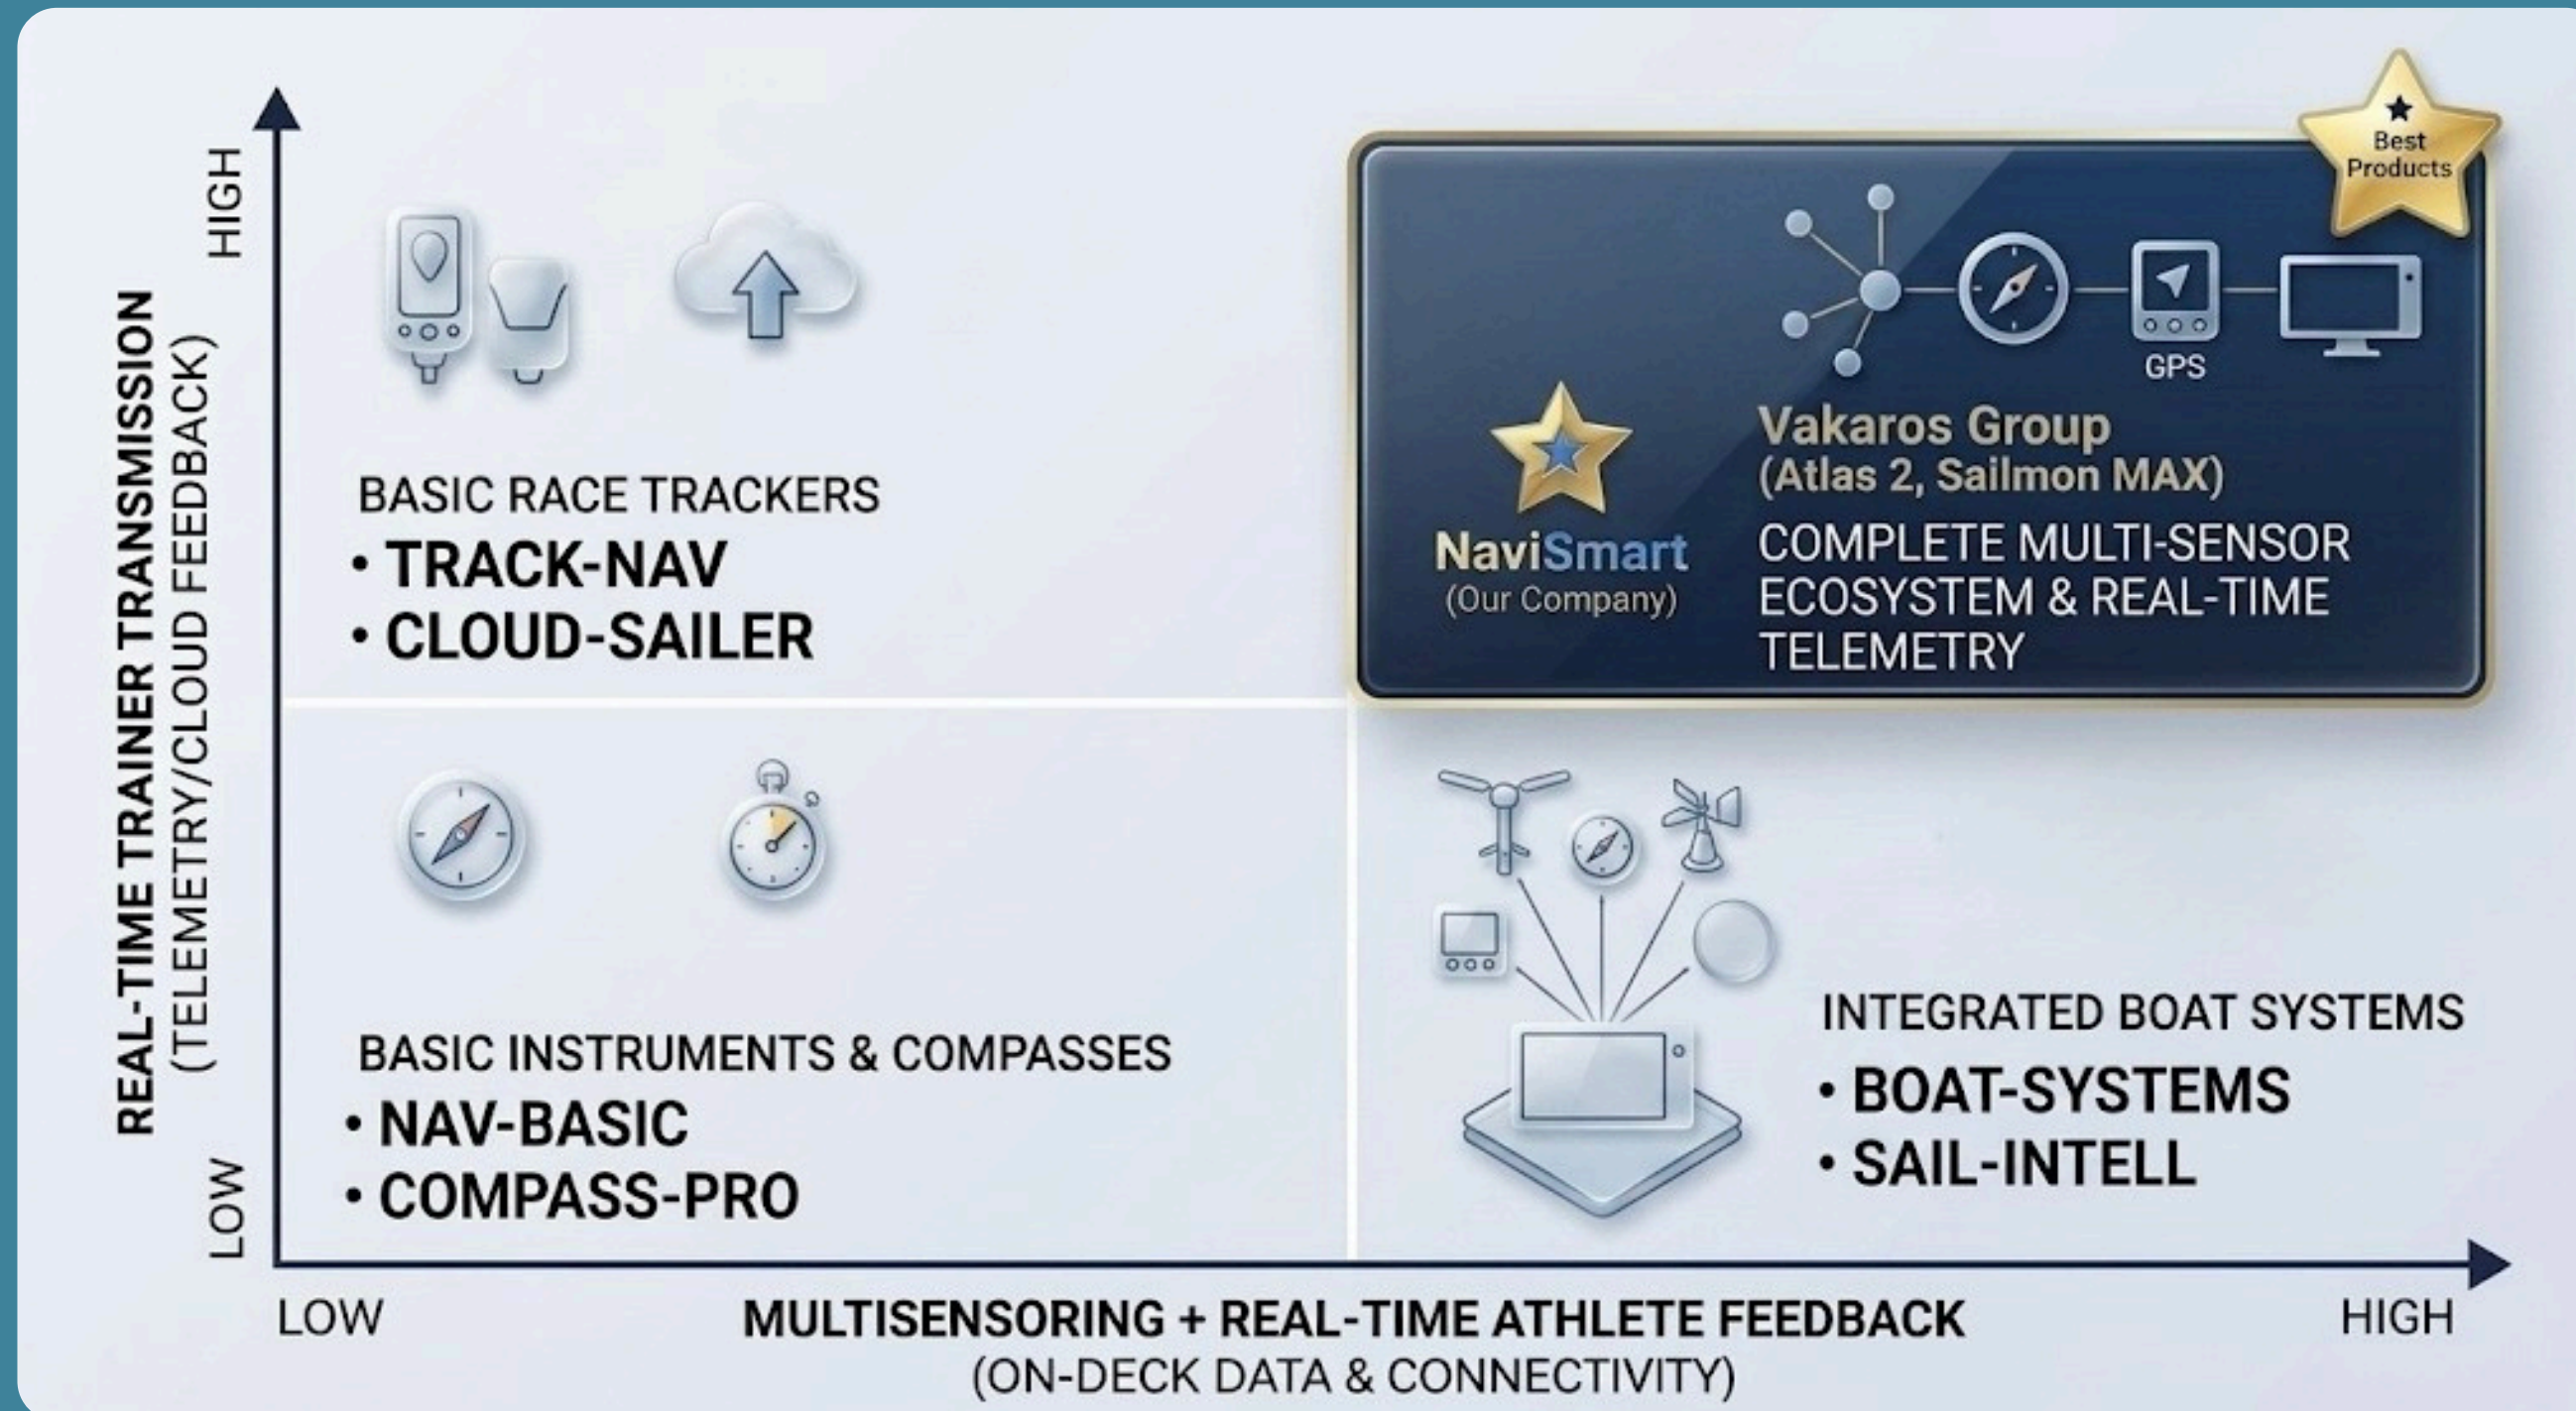 HIGH
REAL-TIME TRAINER TRANSMISSION
(TELEMETRY/CLOUD FEEDBACK)
LOW
BASIC RACE TRACKERS
• TRACK-NAV
• CLOUD-SAILER
Best
Products
GPS
NaviSmart
(Our Company)
Vakaros Group
(Atlas 2, Sailmon MAX)
COMPLETE MULTI-SENSOR
ECOSYSTEM & REAL-TIME
TELEMETRY
BASIC INSTRUMENTS & COMPASSES
• NAV-BASIC
• COMPASS-PRO
INTEGRATED BOAT SYSTEMS
• BOAT-SYSTEMS
• SAIL-INTELL
LOW
MULTISENSORING + REAL-TIME ATHLETE FEEDBACK
(ON-DECK DATA & CONNECTIVITY)
HIGH